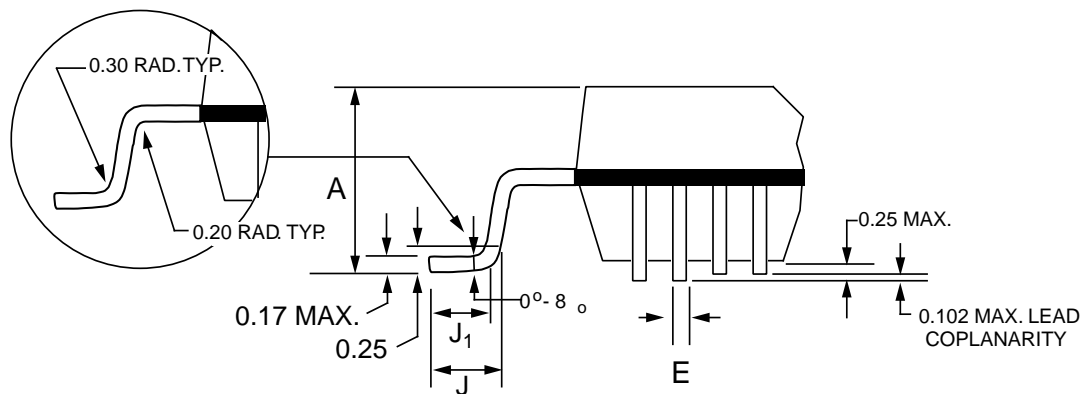 0.30 RAD. TYP.
0.20 RAD. TYP.
A
0.17 MAX.
0.25
J1
J
0o- 8 o
E
0.25 MAX.
0.102 MAX. LEAD
COPLANARITY